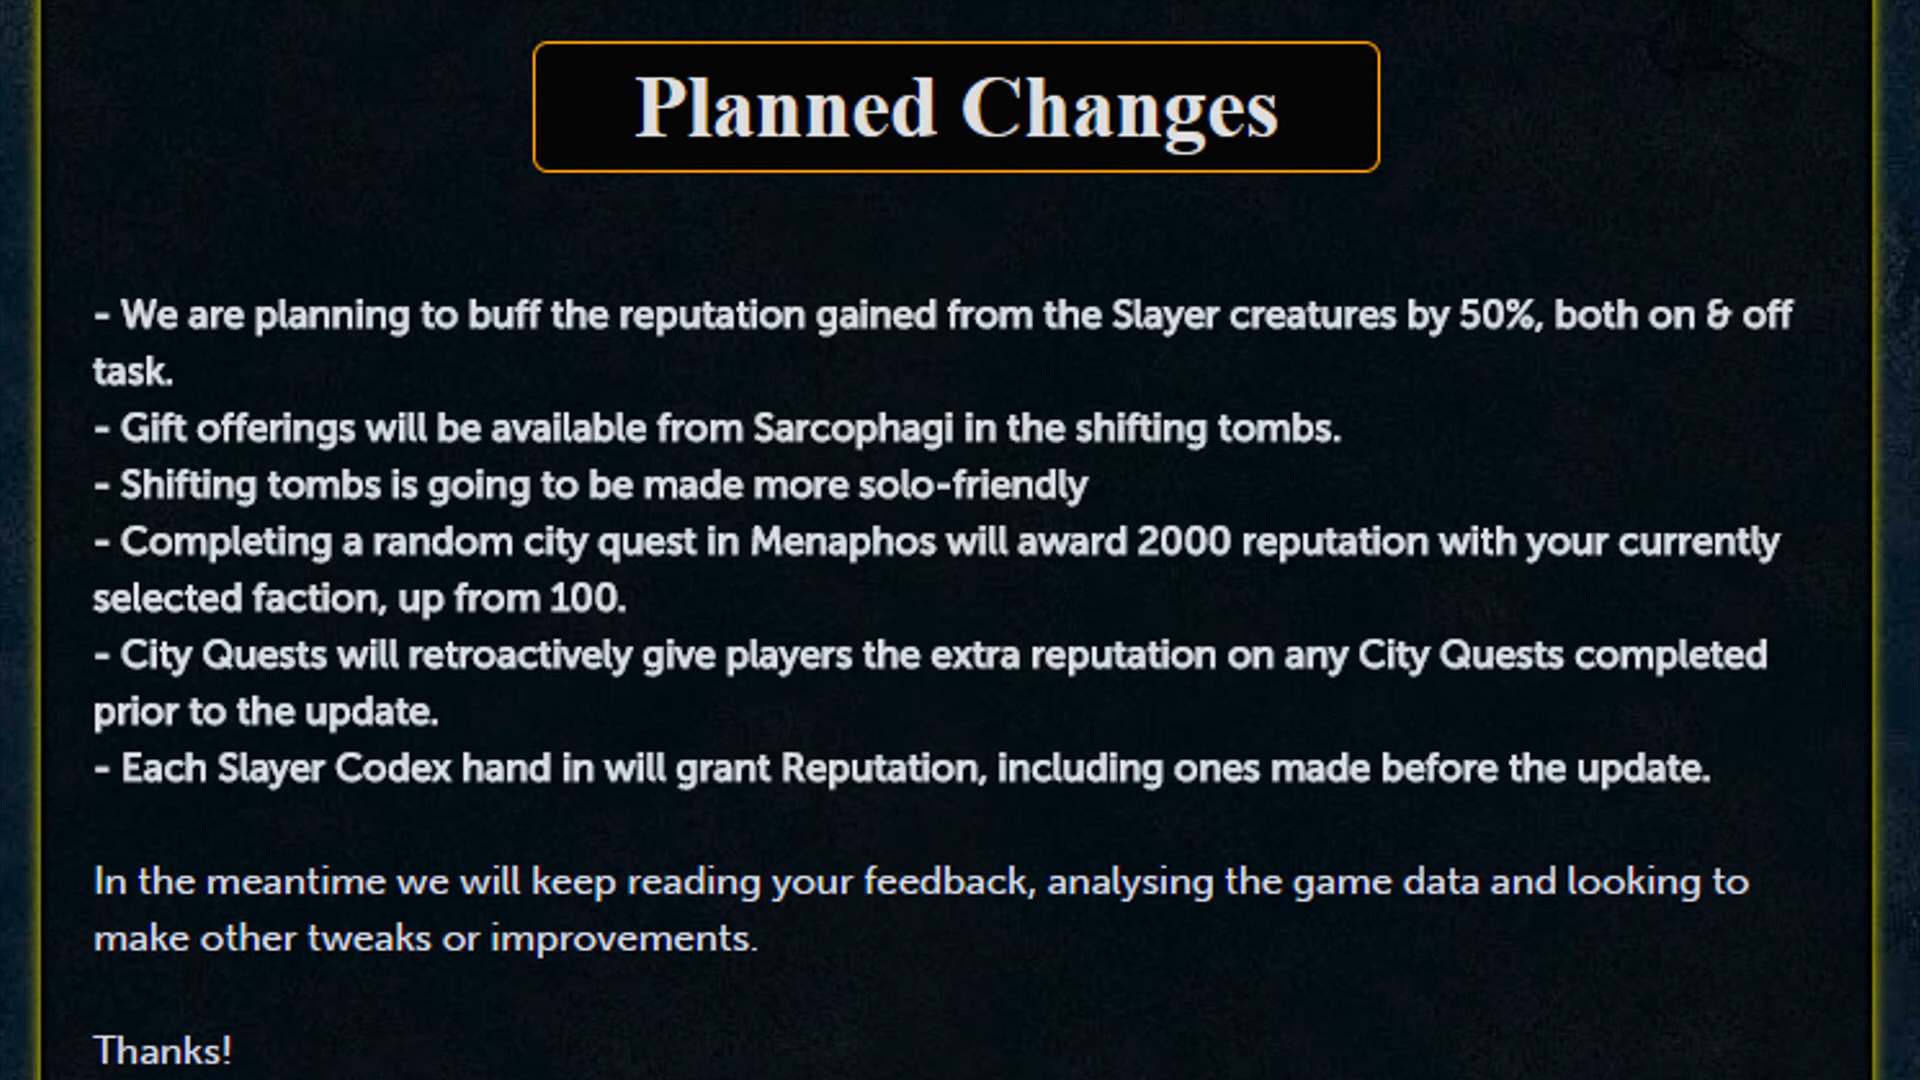 Planned Changes
- We are planning to buff the reputation gained from the Slayer creatures by 50%, both on & off
task.
- Gift offerings will be available from Sarcophagi in the shifting tombs.
- Shifting tombs is going to be made more solo-friendly
- Completing a random city quest in Menaphos will award 2000 reputation with your currently
selected faction, up from 100.
- City Quests will retroactively give players the extra reputation on any City Quests completed
prior to the update.
- Each Slayer Codex hand in will grant Reputation, including ones made before the update.
In the meantime we will keep reading your feedback, analysing the game data and looking to
make other tweaks or improvements.
Thanks!